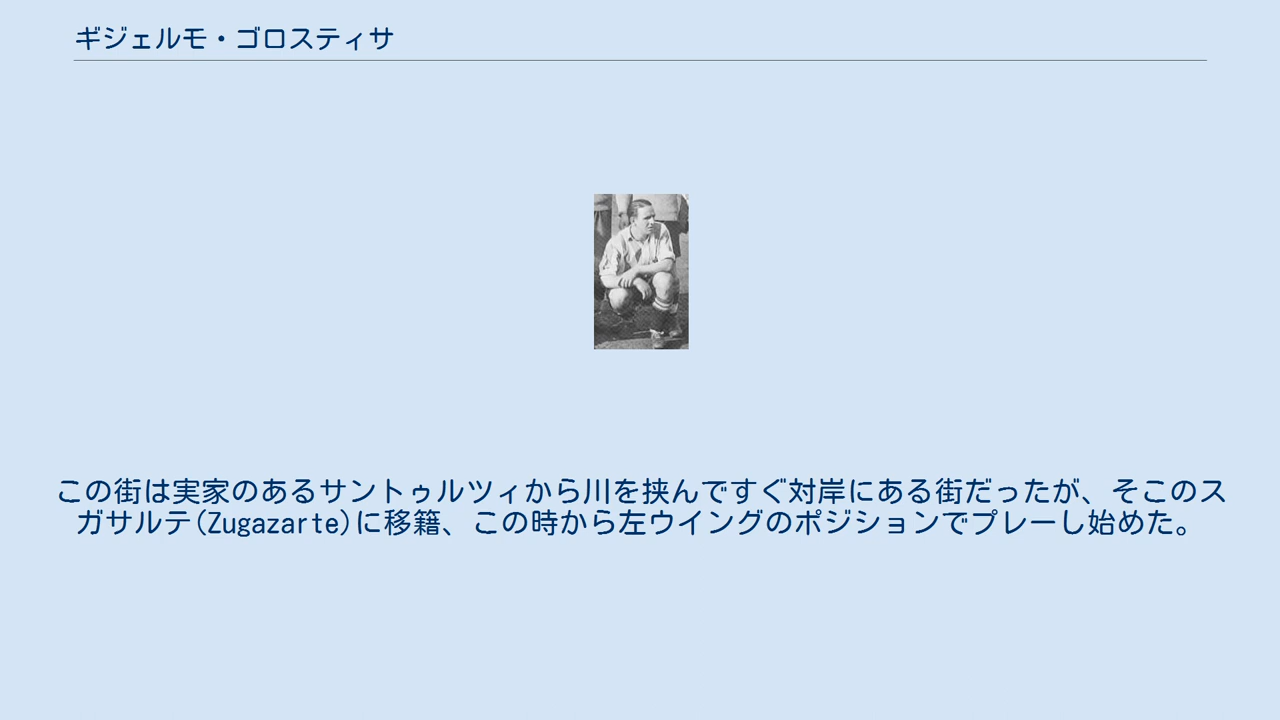 ギジェルモ・ゴロスティサ
この街は実家のあるサントゥルツィから川を挟んですぐ対岸にある街だったが、そこのス
ガサルテ(Zugazarte)に移籍、この時から左ウイングのポジションでプレーし始めた。